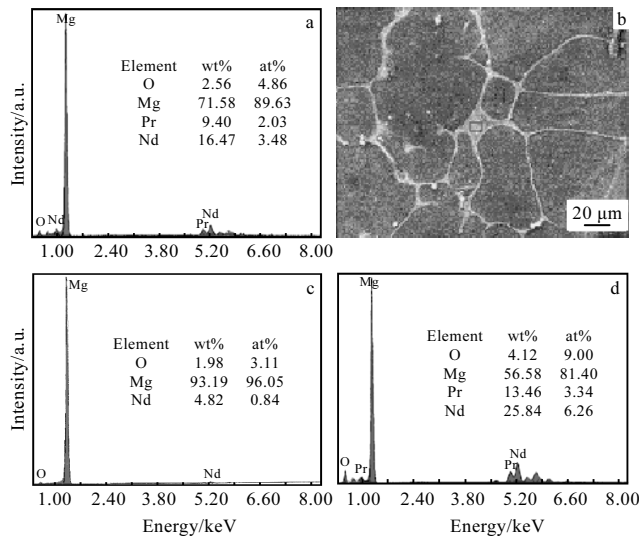 a
Mg
Element wt% at%
O 2.56 4.86
Mg 71.58 89.63
Pr 9.40 2.03
Nd 16.47 3.48
Intensity/a.u.
O Nd
Nd
Pr
1.00 2.40 3.80 5.20 6.60 8.00
b
20 μm
c
Mg
Element wt% at%
O 1.98 3.11
Mg 93.19 96.05
Nd 4.82 0.84
Intensity/a.u.
O
Nd
1.00 2.40 3.80 5.20 6.60 8.00
Energy/keV
d
Mg
Element wt% at%
O 4.12 9.00
Mg 56.58 81.40
Pr 13.46 3.34
Nd 25.84 6.26
O
Pr
Nd
Pr
1.00 2.40 3.80 5.20 6.60 8.00
Energy/keV